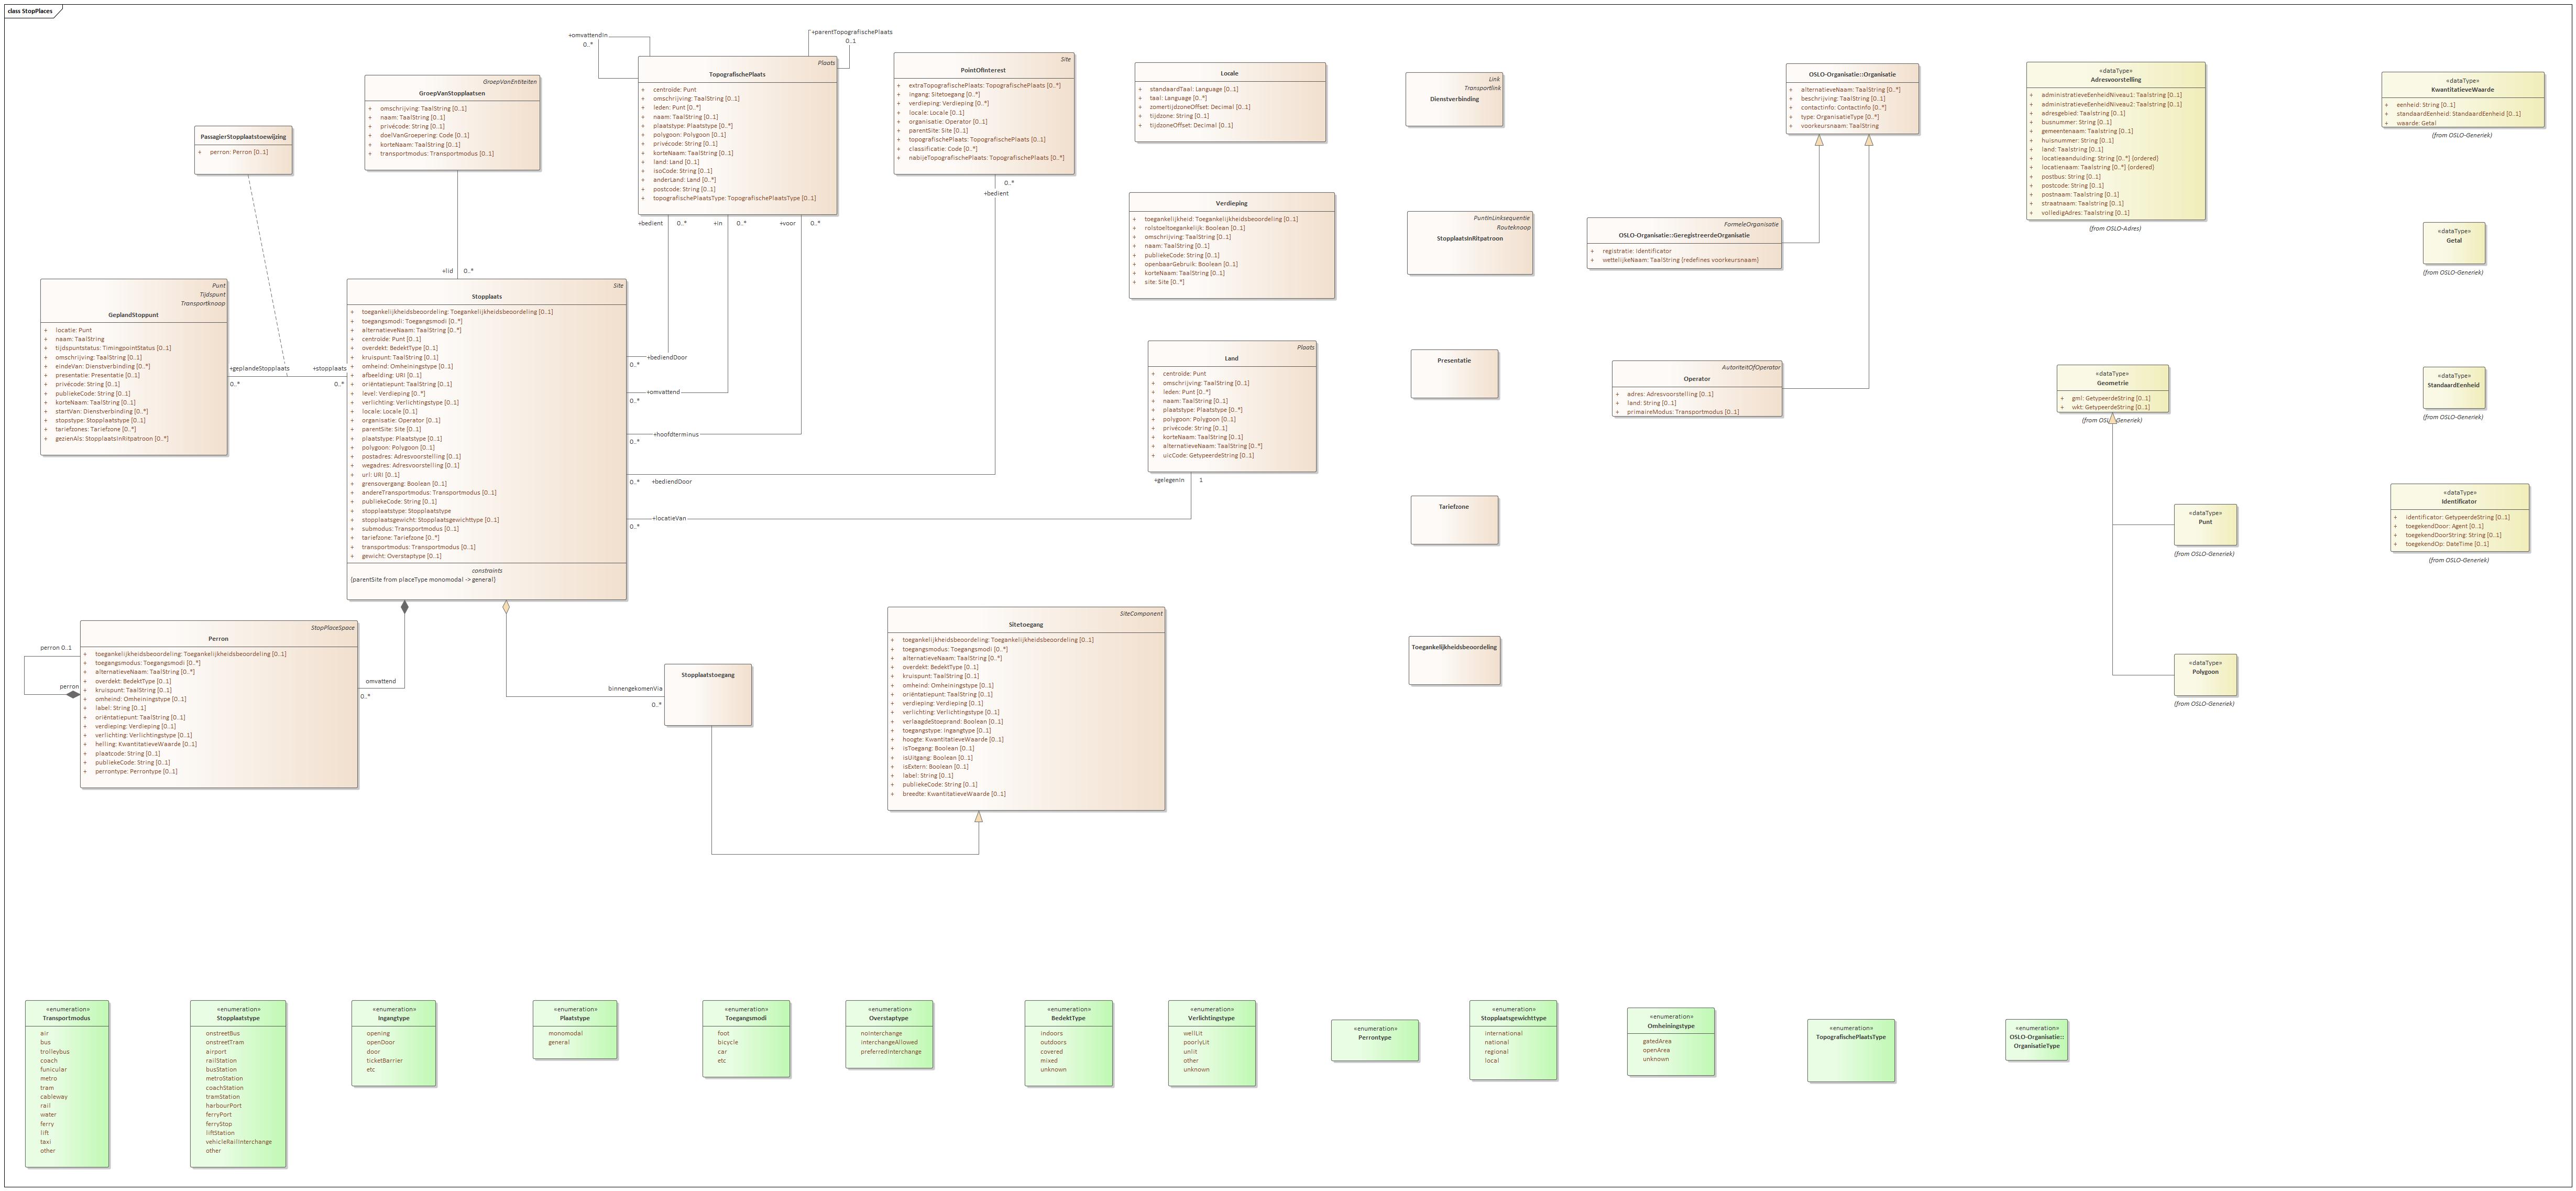 class StopPlaces
+omvattendIn
0..*
+parentTopografischePlaats
0..1
GroepVanEntiteiten
GroepVanStopplaatsen
+ omschrijving: TaalString [0..1]
+ naam: TaalString [0..1]
+ privécode: String [0..1]
+ doelVanGroepering: Code [0..*]
+ korteNaam: TaalString [0..1]
+ transportmodus: Transportmodus [0..1]
Plaats
TopografischePlaats
+ centroïde: Punt
+ omschrijving: TaalString [0..1]
+ leden: Punt [0..*]
+ naam: TaalString [0..1]
+ plaatstype: Plaatstype [0..*]
+ polygoon: Polygoon [0..1]
+ privécode: String [0..1]
+ korteNaam: TaalString [0..1]
+ land: Land [0..1]
+ isoCode: String [0..1]
+ anderLand: Land [0..*]
+ postcode: String [0..1]
+ topografischePlaatsType: TopografischePlaatsType [0..1]
Site
PointOfInterest
+ extraTopografischePlaats: TopografischePlaats [0..*]
+ ingang: Sitetoegang [0..*]
+ verdieping: Verdieping [0..*]
+ locale: Locale [0..1]
+ organisatie: Operator [0..1]
+ parentSite: Site [0..1]
+ topografischePlaats: TopografischePlaats [0..1]
+ classificatie: Code [0..*]
+ nabijeTopografischePlaats: TopografischePlaats [0..*]
Locale
+ standaardTaal: Language [0..1]
+ taal: Language [0..*]
+ zomertijdzoneOffset: Decimal [0..1]
+ tijdzone: String [0..1]
+ tijdzoneOffset: Decimal [0..1]
Link
Transportlink
Dienstverbinding
OSLO-Organisatie::Organisatie
+ alternatieveNaam: TaalString [0..*]
+ beschrijving: TaalString [0..1]
+ contactinfo: ContactInfo [0..*]
+ type: OrganisatieType [0..*]
+ voorkeursnaam: TaalString
«dataType»
Adresvoorstelling
+ administratieveEenheidNiveau1: Taalstring [0..1]
+ administratieveEenheidNiveau2: Taalstring [0..1]
+ adresgebied: Taalstring [0..1]
+ busnummer: String [0..1]
+ gemeentenaam: Taalstring [0..1]
+ huisnummer: String [0..1]
+ land: Taalstring [0..1]
+ locatieaanduiding: String [0..*] {ordered}
+ locatienaam: Taalstring [0..*] {ordered}
+ postbus: String [0..1]
+ postcode: String [0..1]
+ postnaam: Taalstring [0..1]
+ straatnaam: Taalstring [0..1]
+ volledigAdres: Taalstring [0..1]
(from OSLO-Adres)
«dataType»
KwantitatieveWaarde
+ eenheid: String [0..1]
+ standaardEenheid: StandaardEenheid [0..1]
+ waarde: Getal
(from OSLO-Generiek)
PassagierStopplaatstoewijzing
+ perron: Perron [0..1]
+bedient
0..*
+in
0..*
+voor
0..*
0..*
+bedient
Verdieping
+ toegankelijkheid: Toegankelijkheidsbeoordeling [0..1]
+ rolstoeltoegankelijk: Boolean [0..1]
+ omschrijving: TaalString [0..1]
+ naam: TaalString [0..1]
+ publiekeCode: String [0..1]
+ openbaarGebruik: Boolean [0..1]
+ korteNaam: TaalString [0..1]
+ site: Site [0..*]
PuntInLinksequentie
Routeknoop
StopplaatsInRitpatroon
FormeleOrganisatie
OSLO-Organisatie::GeregistreerdeOrganisatie
+ registratie: Identificator
+ wettelijkeNaam: TaalString {redefines voorkeursnaam}
«dataType»
Getal
(from OSLO-Generiek)
+lid
0..*
Punt
Tijdspunt
Transportknoop
GeplandStoppunt
+ locatie: Punt
+ naam: TaalString
+ tijdspuntstatus: TimingpointStatus [0..1]
+ omschrijving: TaalString [0..1]
+ eindeVan: Dienstverbinding [0..*]
+ presentatie: Presentatie [0..1]
+ privécode: String [0..1]
+ publiekeCode: String [0..1]
+ korteNaam: TaalString [0..1]
+ startVan: Dienstverbinding [0..*]
+ stopstype: Stopplaatstype [0..1]
+ tariefzones: Tariefzone [0..*]
+ gezienAls: StopplaatsInRitpatroon [0..*]
+geplandeStopplaats
0..*
+stopplaats
0..*
Site
Stopplaats
+ toegankelijkheidsbeoordeling: Toegankelijkheidsbeoordeling [0..1]
+ toegangsmodi: Toegangsmodi [0..*]
+ alternatieveNaam: TaalString [0..*]
+ centroïde: Punt [0..1]
+ overdekt: BedektType [0..1]
+ kruispunt: TaalString [0..1]
+ omheind: Omheiningstype [0..1]
+ afbeelding: URI [0..1]
+ oriëntatiepunt: TaalString [0..1]
+ level: Verdieping [0..*]
+ verlichting: Verlichtingstype [0..1]
+ locale: Locale [0..1]
+ organisatie: Operator [0..1]
+ parentSite: Site [0..1]
+ plaatstype: Plaatstype [0..1]
+ polygoon: Polygoon [0..1]
+ postadres: Adresvoorstelling [0..1]
+ wegadres: Adresvoorstelling [0..1]
+ url: URI [0..1]
+ grensovergang: Boolean [0..1]
+ andereTransportmodus: Transportmodus [0..1]
+ publiekeCode: String [0..1]
+ stopplaatstype: Stopplaatstype
+ stopplaatsgewicht: Stopplaatsgewichttype [0..1]
+ submodus: Transportmodus [0..1]
+ tariefzone: Tariefzone [0..*]
+ transportmodus: Transportmodus [0..1]
+ gewicht: Overstaptype [0..1]
constraints
{parentSite from placeType monomodal -> general}
+bediendDoor
0..*
+omvattend
0..*
+hoofdterminus
0..*
0..*
+bediendDoor
+locatieVan
0..*
Plaats
Land
+ centroïde: Punt
+ omschrijving: TaalString [0..1]
+ leden: Punt [0..*]
+ naam: TaalString [0..1]
+ plaatstype: Plaatstype [0..*]
+ polygoon: Polygoon [0..1]
+ privécode: String [0..1]
+ korteNaam: TaalString [0..1]
+ alternatieveNaam: TaalString [0..*]
+ uicCode: GetypeerdeString [0..1]
+gelegenIn
1
Presentatie
AutoriteitOfOperator
Operator
+ adres: Adresvoorstelling [0..1]
+ land: String [0..1]
+ primaireModus: Transportmodus [0..1]
«dataType»
Geometrie
+ gml: GetypeerdeString [0..1]
+ wkt: GetypeerdeString [0..1]
(from OSLO-Generiek)
«dataType»
StandaardEenheid
(from OSLO-Generiek)
Tariefzone
«dataType»
Punt
(from OSLO-Generiek)
«dataType»
Identificator
+ identificator: GetypeerdeString [0..1]
+ toegekendDoor: Agent [0..1]
+ toegekendDoorString: String [0..1]
+ toegekendOp: DateTime [0..1]
(from OSLO-Generiek)
StopPlaceSpace
Perron
+ toegankelijkheidsbeoordeling: Toegankelijkheidsbeoordeling [0..1]
+ toegangsmodus: Toegangsmodi [0..*]
+ alternatieveNaam: TaalString [0..*]
+ overdekt: BedektType [0..1]
+ kruispunt: TaalString [0..1]
+ omheind: Omheiningstype [0..1]
+ label: String [0..1]
+ oriëntatiepunt: TaalString [0..1]
+ verdieping: Verdieping [0..1]
+ verlichting: Verlichtingstype [0..1]
+ helling: KwantitatieveWaarde [0..1]
+ plaatcode: String [0..1]
+ publiekeCode: String [0..1]
+ perrontype: Perrontype [0..1]
perron 0..1
perron
omvattend
0..*
binnengekomenVia
0..*
Stopplaatstoegang
SiteComponent
Sitetoegang
+ toegankelijkheidsbeoordeling: Toegankelijkheidsbeoordeling [0..1]
+ toegangsmodus: Toegangsmodi [0..*]
+ alternatieveNaam: TaalString [0..*]
+ overdekt: BedektType [0..1]
+ kruispunt: TaalString [0..1]
+ omheind: Omheiningstype [0..1]
+ oriëntatiepunt: TaalString [0..1]
+ verdieping: Verdieping [0..1]
+ verlichting: Verlichtingstype [0..1]
+ verlaagdeStoeprand: Boolean [0..1]
+ toegangstype: Ingangtype [0..1]
+ hoogte: KwantitatieveWaarde [0..1]
+ isToegang: Boolean [0..1]
+ isUitgang: Boolean [0..1]
+ isExtern: Boolean [0..1]
+ label: String [0..1]
+ publiekeCode: String [0..1]
+ breedte: KwantitatieveWaarde [0..1]
Toegankelijkheidsbeoordeling
«dataType»
Polygoon
(from OSLO-Generiek)
«enumeration»
Transportmodus
air
bus
trolleybus
coach
funicular
metro
tram
cableway
rail
water
ferry
lift
taxi
other
«enumeration»
Stopplaatstype
onstreetBus
onstreetTram
airport
railStation
busStation
metroStation
coachStation
tramStation
harbourPort
ferryPort
ferryStop
liftStation
vehicleRailInterchange
other
«enumeration»
Ingangtype
opening
openDoor
door
ticketBarrier
etc
«enumeration»
Plaatstype
monomodal
general
«enumeration»
Toegangsmodi
foot
bicycle
car
etc
«enumeration»
Overstaptype
noInterchange
interchangeAllowed
preferredInterchange
«enumeration»
BedektType
indoors
outdoors
covered
mixed
unknown
«enumeration»
Verlichtingstype
wellLit
poorlyLit
unlit
other
unknown
«enumeration»
Perrontype
«enumeration»
Stopplaatsgewichttype
international
national
regional
local
«enumeration»
Omheiningstype
gatedArea
openArea
unknown
«enumeration»
TopografischePlaatsType
«enumeration»
OSLO-Organisatie::
OrganisatieType